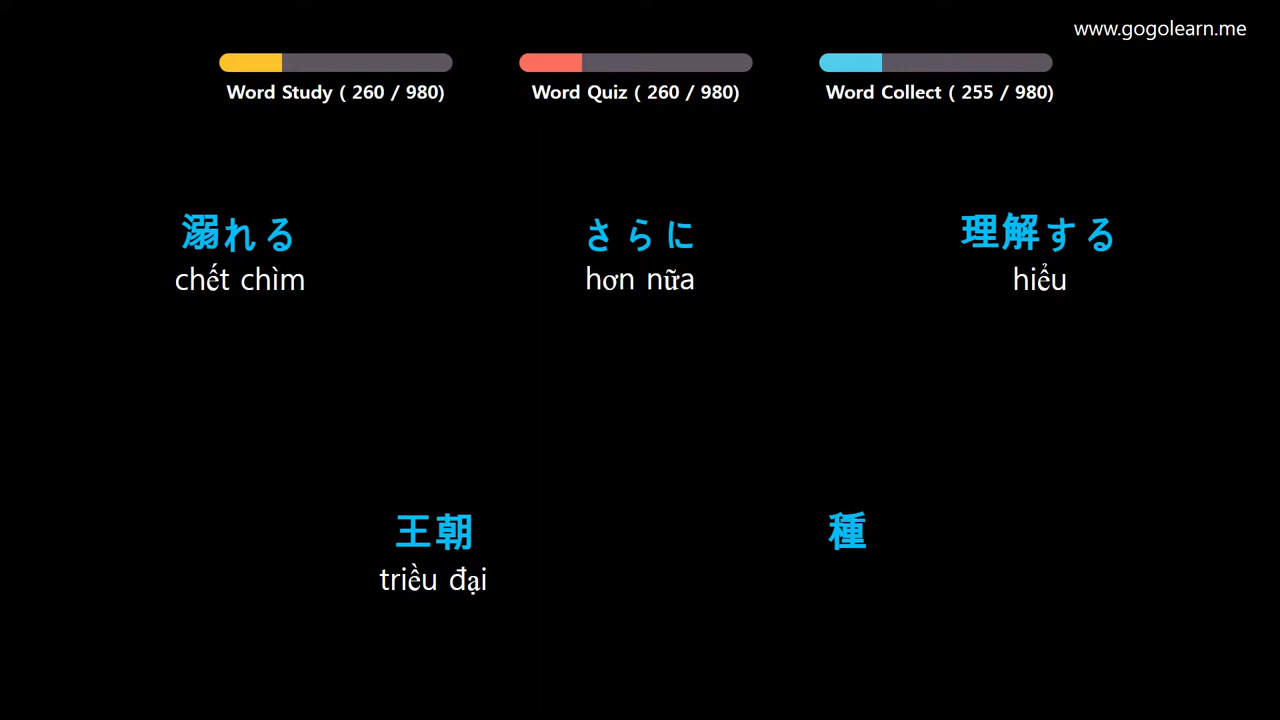 www.gogolearn.me
Word Study ( 260 / 980)
Word Quiz ( 260 / 980)
Word Collect ( 255 / 980)
溺れる
chết chìm
さらに
hơn nữa
理解する
hiểu
王朝
triều đại
種